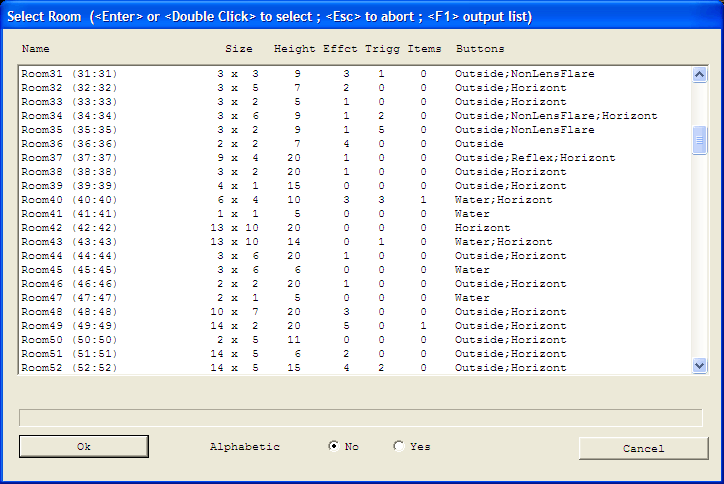 Select Room (<Enter> or <Double Click> to select ; <Esc> to abort ; <F1> output list)
Name Size Height Effct Trigg Items Buttons
Room31 (31:31) 3 x 3 9 3 1 0 Outside;NonLensFlare
Room32 (32:32) 3 x 5 7 2 0 0 Outside;Horizont
Room33 (33:33) 3 x 2 5 1 0 0 Outside;Horizont
Room34 (34:34) 3 x 6 9 1 2 0 Outside;NonLensFlare;Horizont
Room35 (35:35) 3 x 2 9 1 5 0 Outside;NonLensFlare
Room36 (36:36) 2 x 2 7 4 0 0 Outside
Room37 (37:37) 9 x 4 20 1 0 0 Outside;Reflex;Horizont
Room38 (38:38) 3 x 2 20 1 0 0 Outside;Horizont
Room39 (39:39) 4 x 1 15 0 0 0 Outside;Horizont
Room40 (40:40) 6 x 4 10 3 3 1 Water;Horizont
Room41 (41:41) 1 x 1 5 0 0 0 Water
Room42 (42:42) 13 x 10 20 0 0 0 Horizont
Room43 (43:43) 13 x 10 14 0 1 0 Water;Horizont
Room44 (44:44) 3 x 6 20 1 0 0 Outside;Horizont
Room45 (45:45) 3 x 6 6 0 0 0 Water
Room46 (46:46) 2 x 2 20 1 0 0 Outside;Horizont
Room47 (47:47) 2 x 1 5 0 0 0 Water
Room48 (48:48) 10 x 7 20 3 0 0 Outside;Horizont
Room49 (49:49) 14 x 2 20 5 0 1 Outside;Horizont
Room50 (50:50) 2 x 5 11 0 0 0 Outside;Horizont
Room51 (51:51) 14 x 5 6 2 0 0 Outside;Horizont
Room52 (52:52) 14 x 5 15 4 2 0 Outside;Horizont
Ok Alphabetic No Yes Cancel